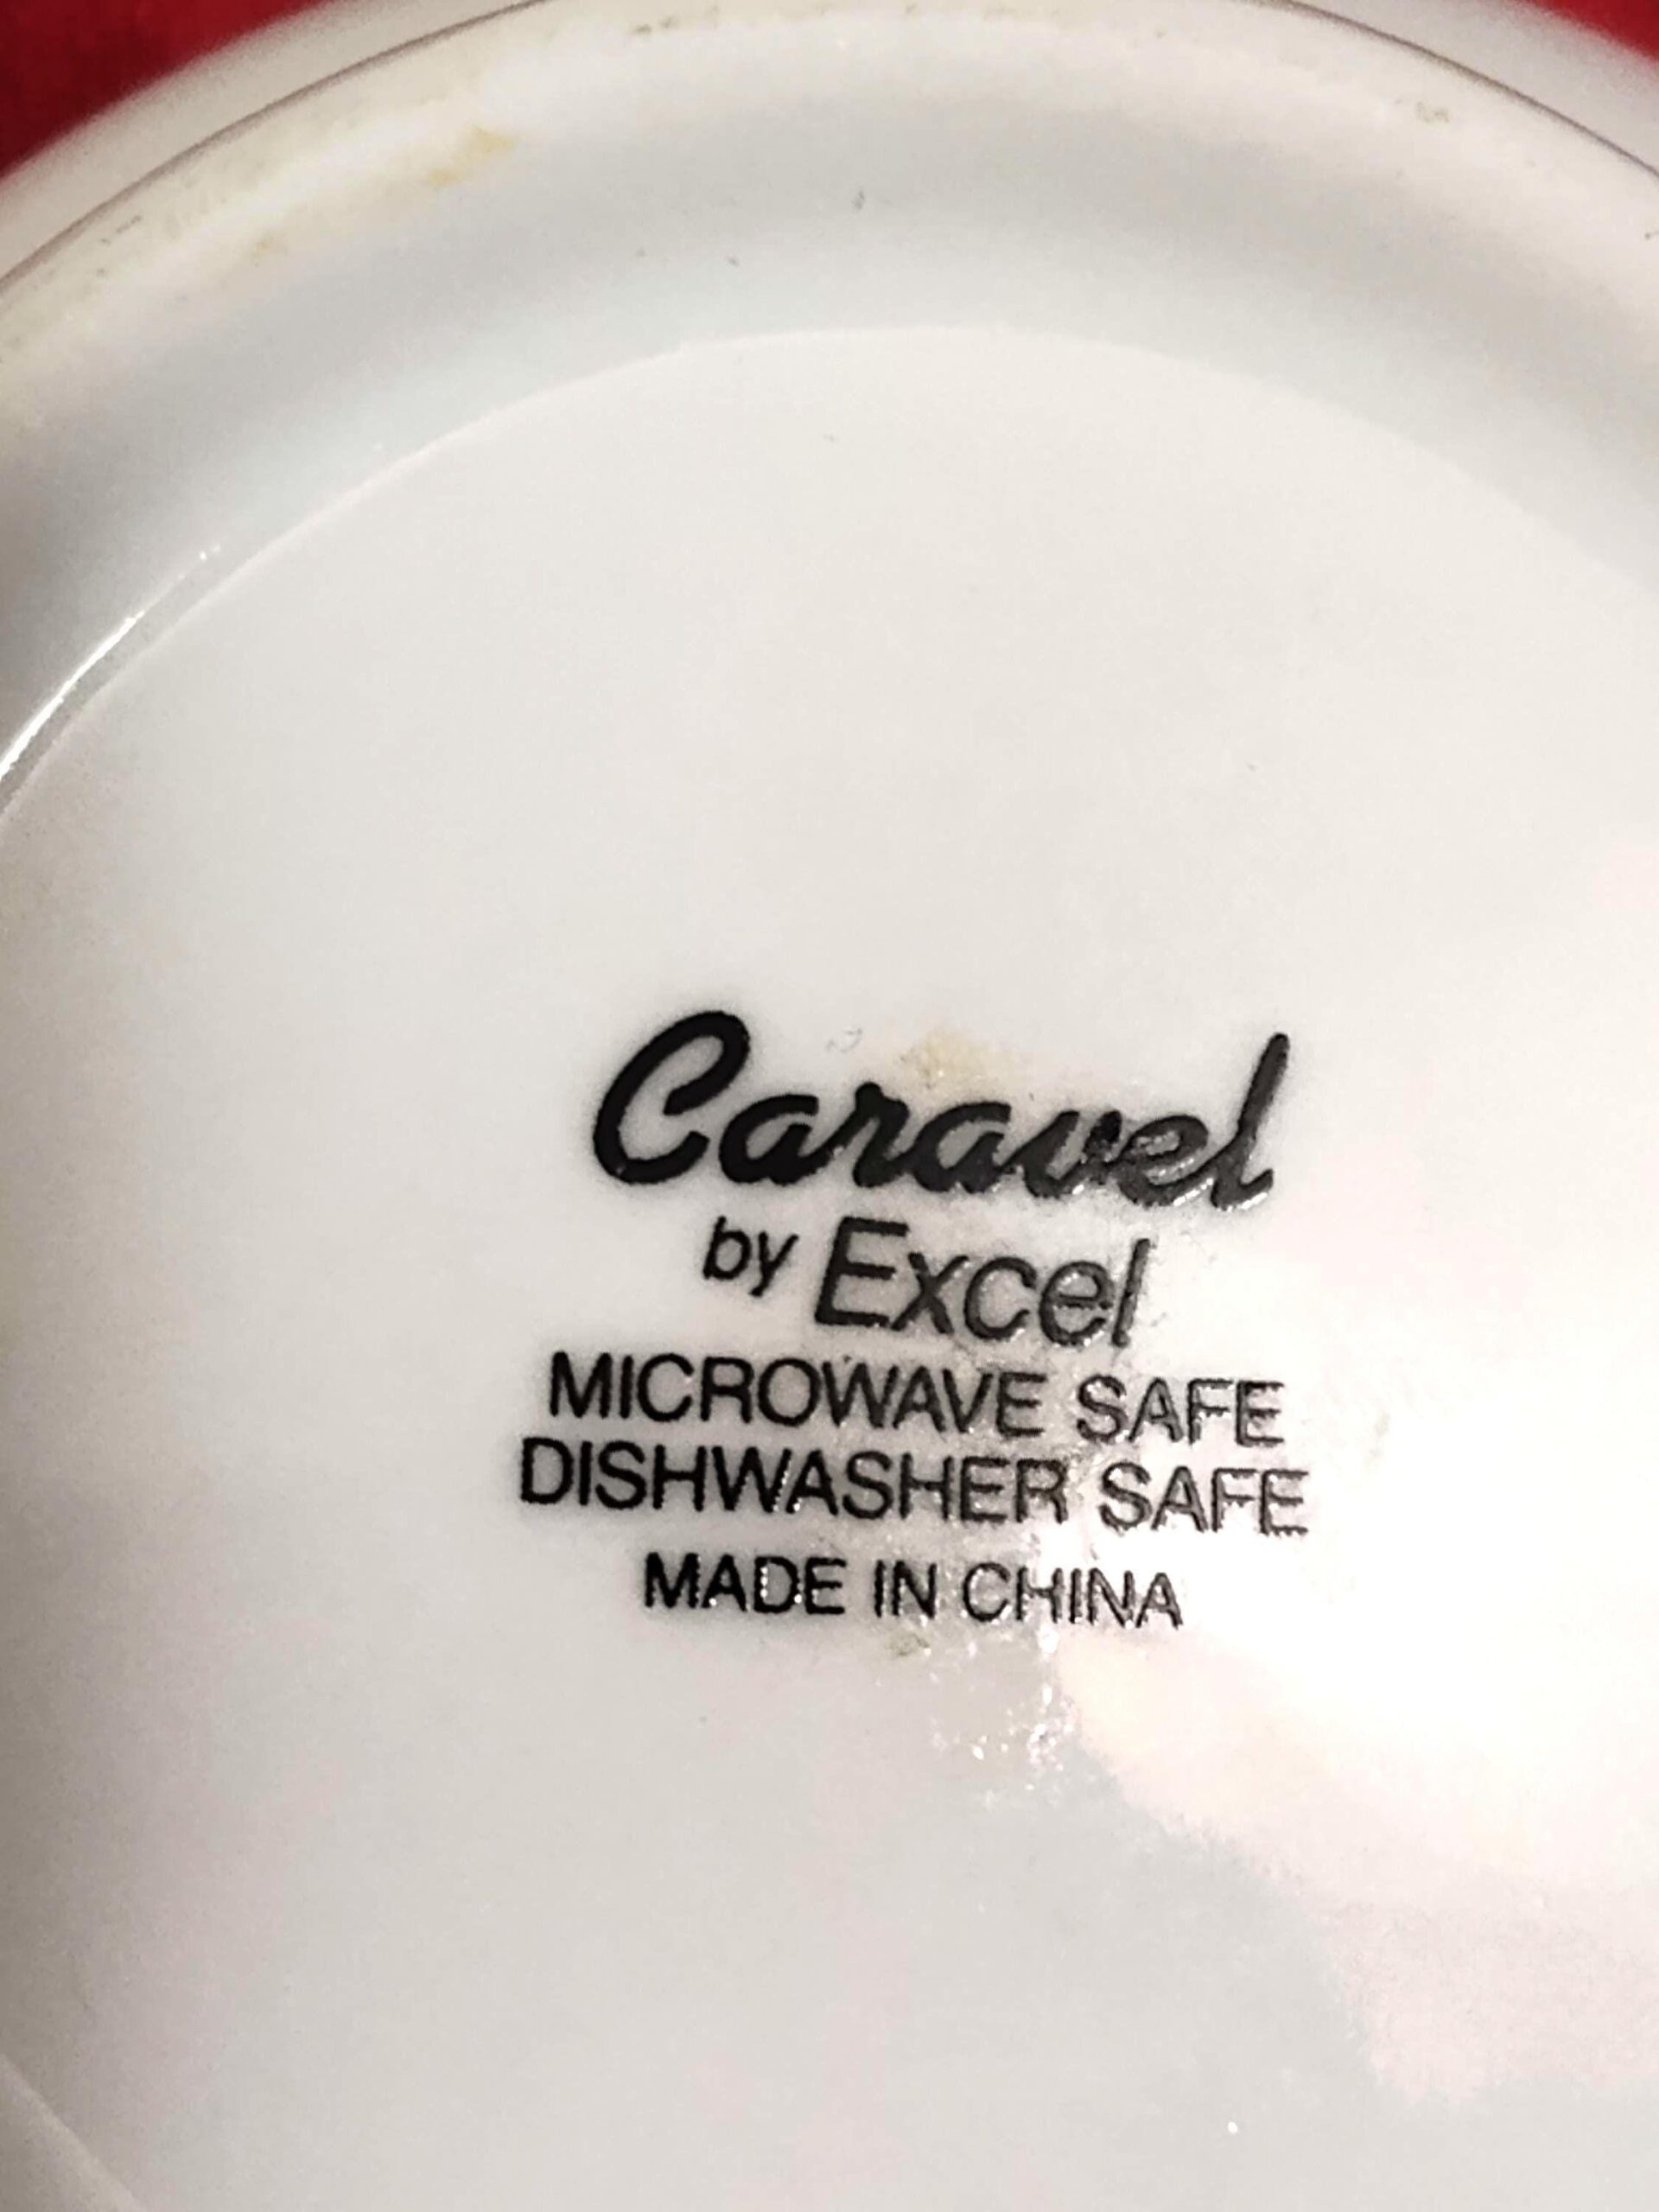 Caravel
by Excel
MICROWAVE SAFE
DISHWASHER SAFE
MADE IN CHINA